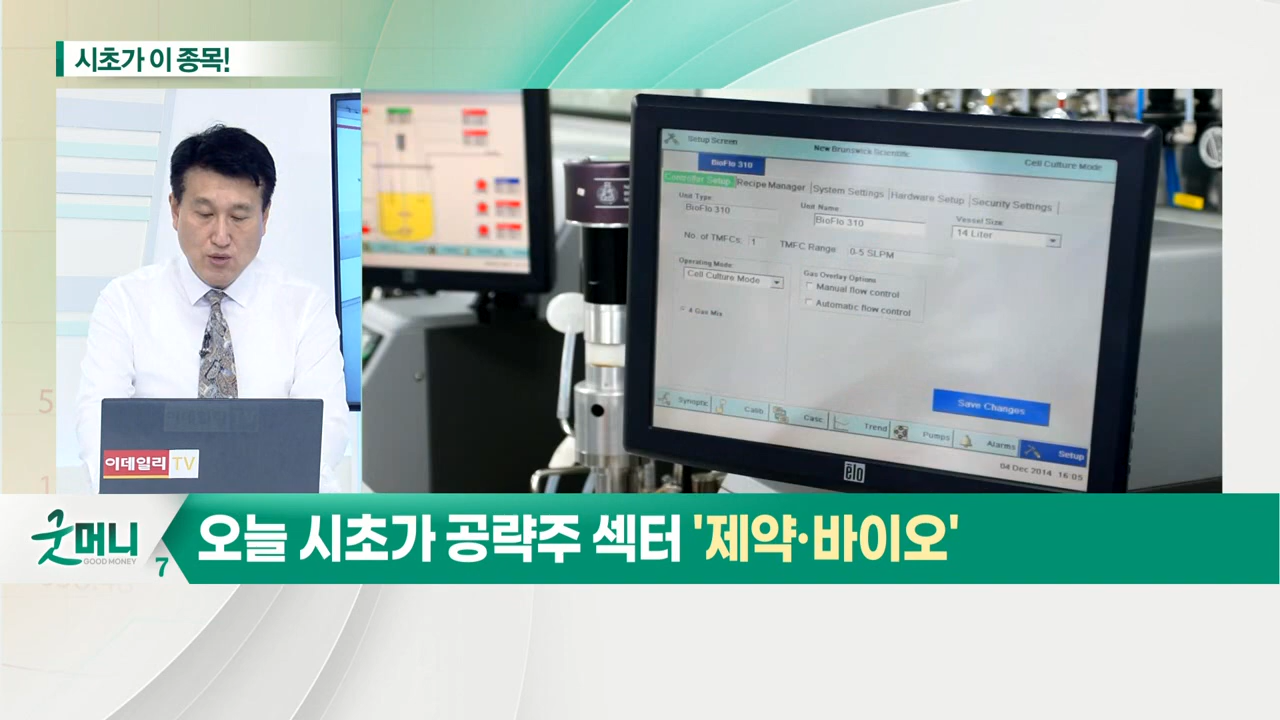 시초가 이 종목!
Setup Screen
New Brunswick Scientific
Cell Culture Mode
BioFlo 310
Controller Setup
Recipe Manager
System Settings
Hardware Setup
Security Settings
Unit Type:
BioFlo 310
Unit Name:
BioFlo 310
Vessel Size:
14 Liter
No. of TMFCs: 1
TMFC Range: 0-5 SLPM
Operating Mode:
Cell Culture Mode
Gas Overlay Options
Manual flow control
Automatic flow control
4 Gas Mix
Save Changes
Synoptic
Calib
Casc
Trend
Pumps
Alarms
Setup
04 Dec 2014 16:05
elo
이데일리 TV
이데일리TV
굿머니
GOOD MONEY
7
오늘 시초가 공략주 섹터 '제약·바이오'